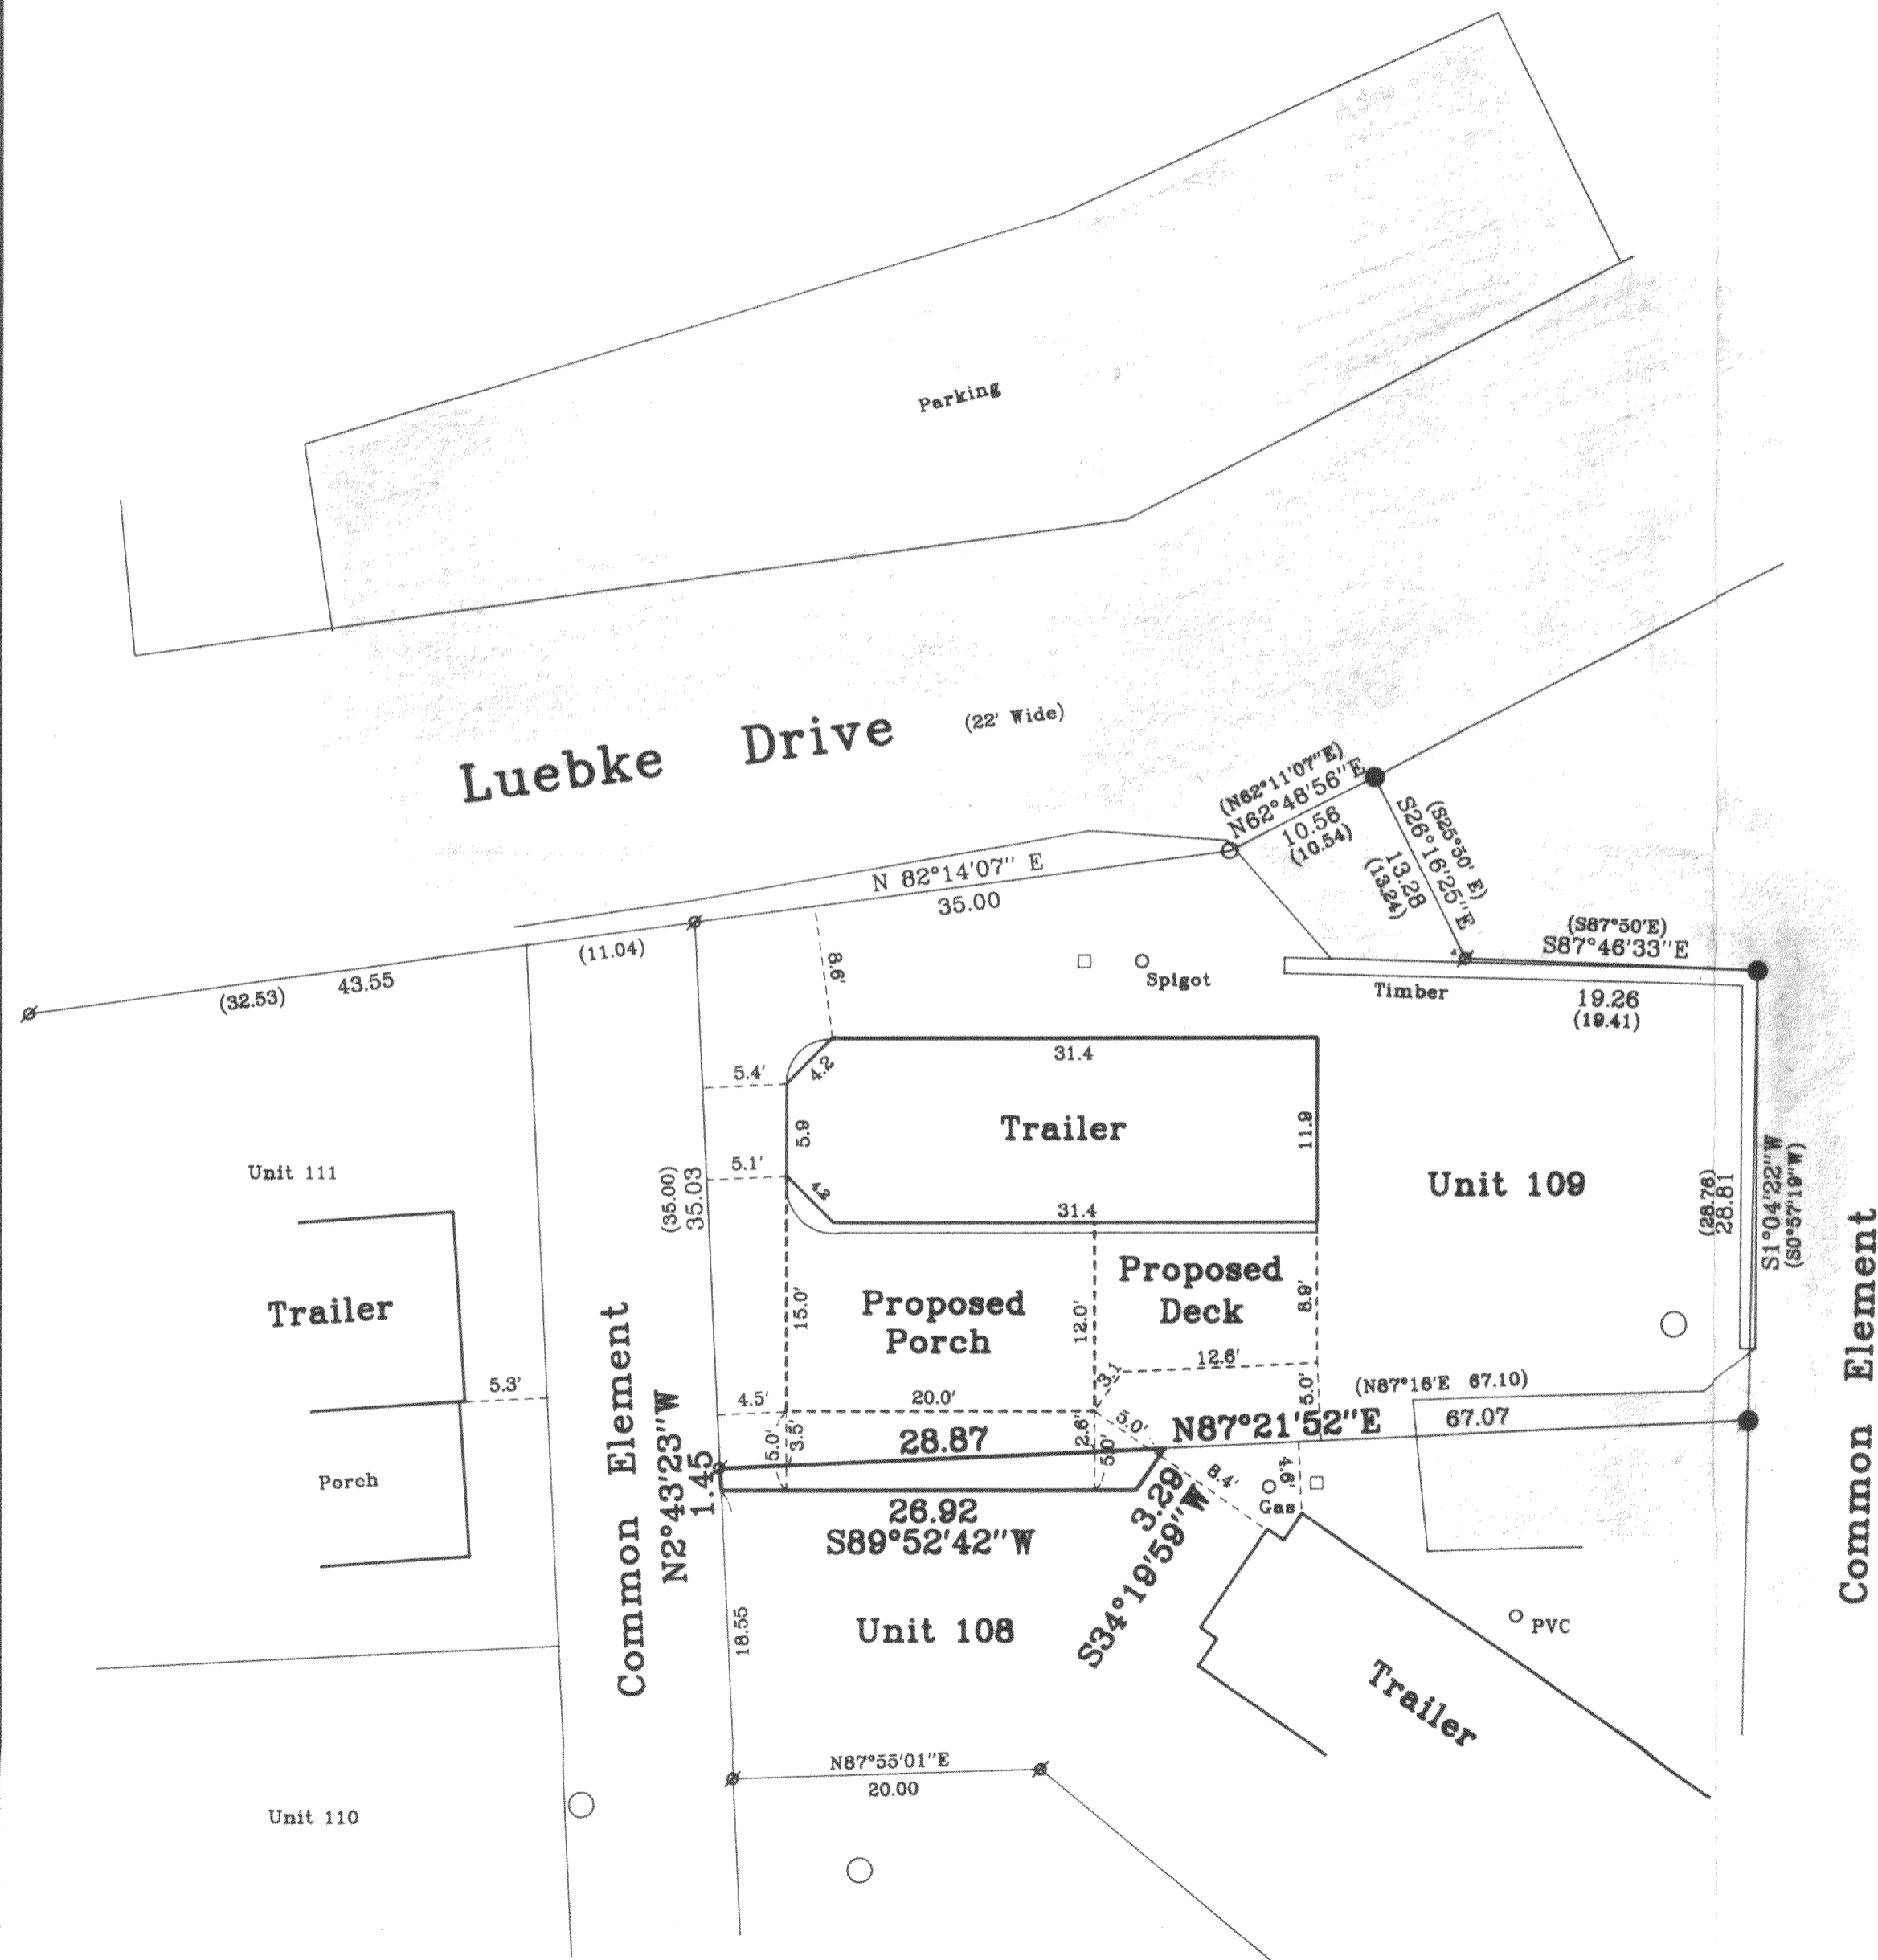 Parking
Luebke Drive (22' Wide)
(N62°11'07"E)
N62°48'56"E
10.56
(10.54)
(S25°50' E)
S26°16'25"E
13.28
(13.24)
N 82°14'07" E
35.00
(11.04)
43.55
(32.53)
(S87°50'E)
S87°46'33"E
19.26
(19.41)
Timber
Spigot
8.6'
31.4
4.2
5.4'
5.9
Trailer
11.9
5.1'
31.4
Unit 109
(35.00)
35.03
(28.76)
28.81
S1°04'22"W
(S0°57'19"W)
Common Element
Unit 111
Trailer
5.3'
Porch
Common Element
Proposed
Porch
15.0'
12.0'
Proposed
Deck
8.9'
12.6'
3.1
5.0'
4.5'
20.0'
5.0'
3.5'
2.6'
5.0'
5.0'
(N87°16'E 67.10)
N87°21'52"E 67.07
28.87
N2°43'23"W
1.45
26.92
S89°52'42"W
3.29
S34°19'59"W
8.4'
4.6'
Gas
Unit 108
18.55
PVC
Trailer
N87°55'01"E
20.00
Unit 110